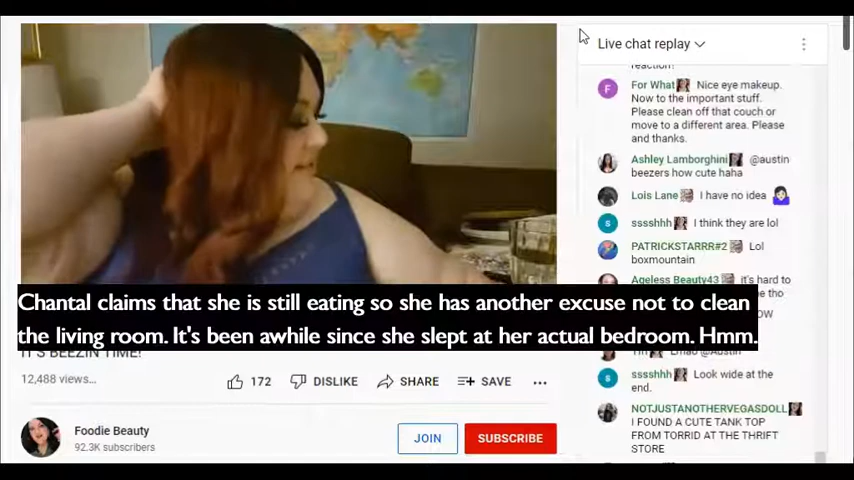 Live chat replay
reaction!
For What Nice eye makeup.
Now to the important stuff.
Please clean off that couch or
move to a different area. Please
and thanks.
Ashley Lamborghini @austin
beezers how cute haha
Lois Lane I have no idea
sssshhh I think they are lol
PATRICKSTARRR#2 Lol
boxmountain
Ageless Beauty43 it's hard to
Chantal claims that she is still eating so she has another excuse not to clean
the living room. It's been awhile since she slept at her actual bedroom. Hmm.
IT'S BEEZIN TIME!
12,488 views...
172 DISLIKE SHARE SAVE ...
sssshhh Look wide at the
end.
Foodie Beauty
92.3K subscribers
JOIN
SUBSCRIBE
NOTJUSTANOTHERVEGASDOLL
I FOUND A CUTE TANK TOP
FROM TORRID AT THE THRIFT
STORE